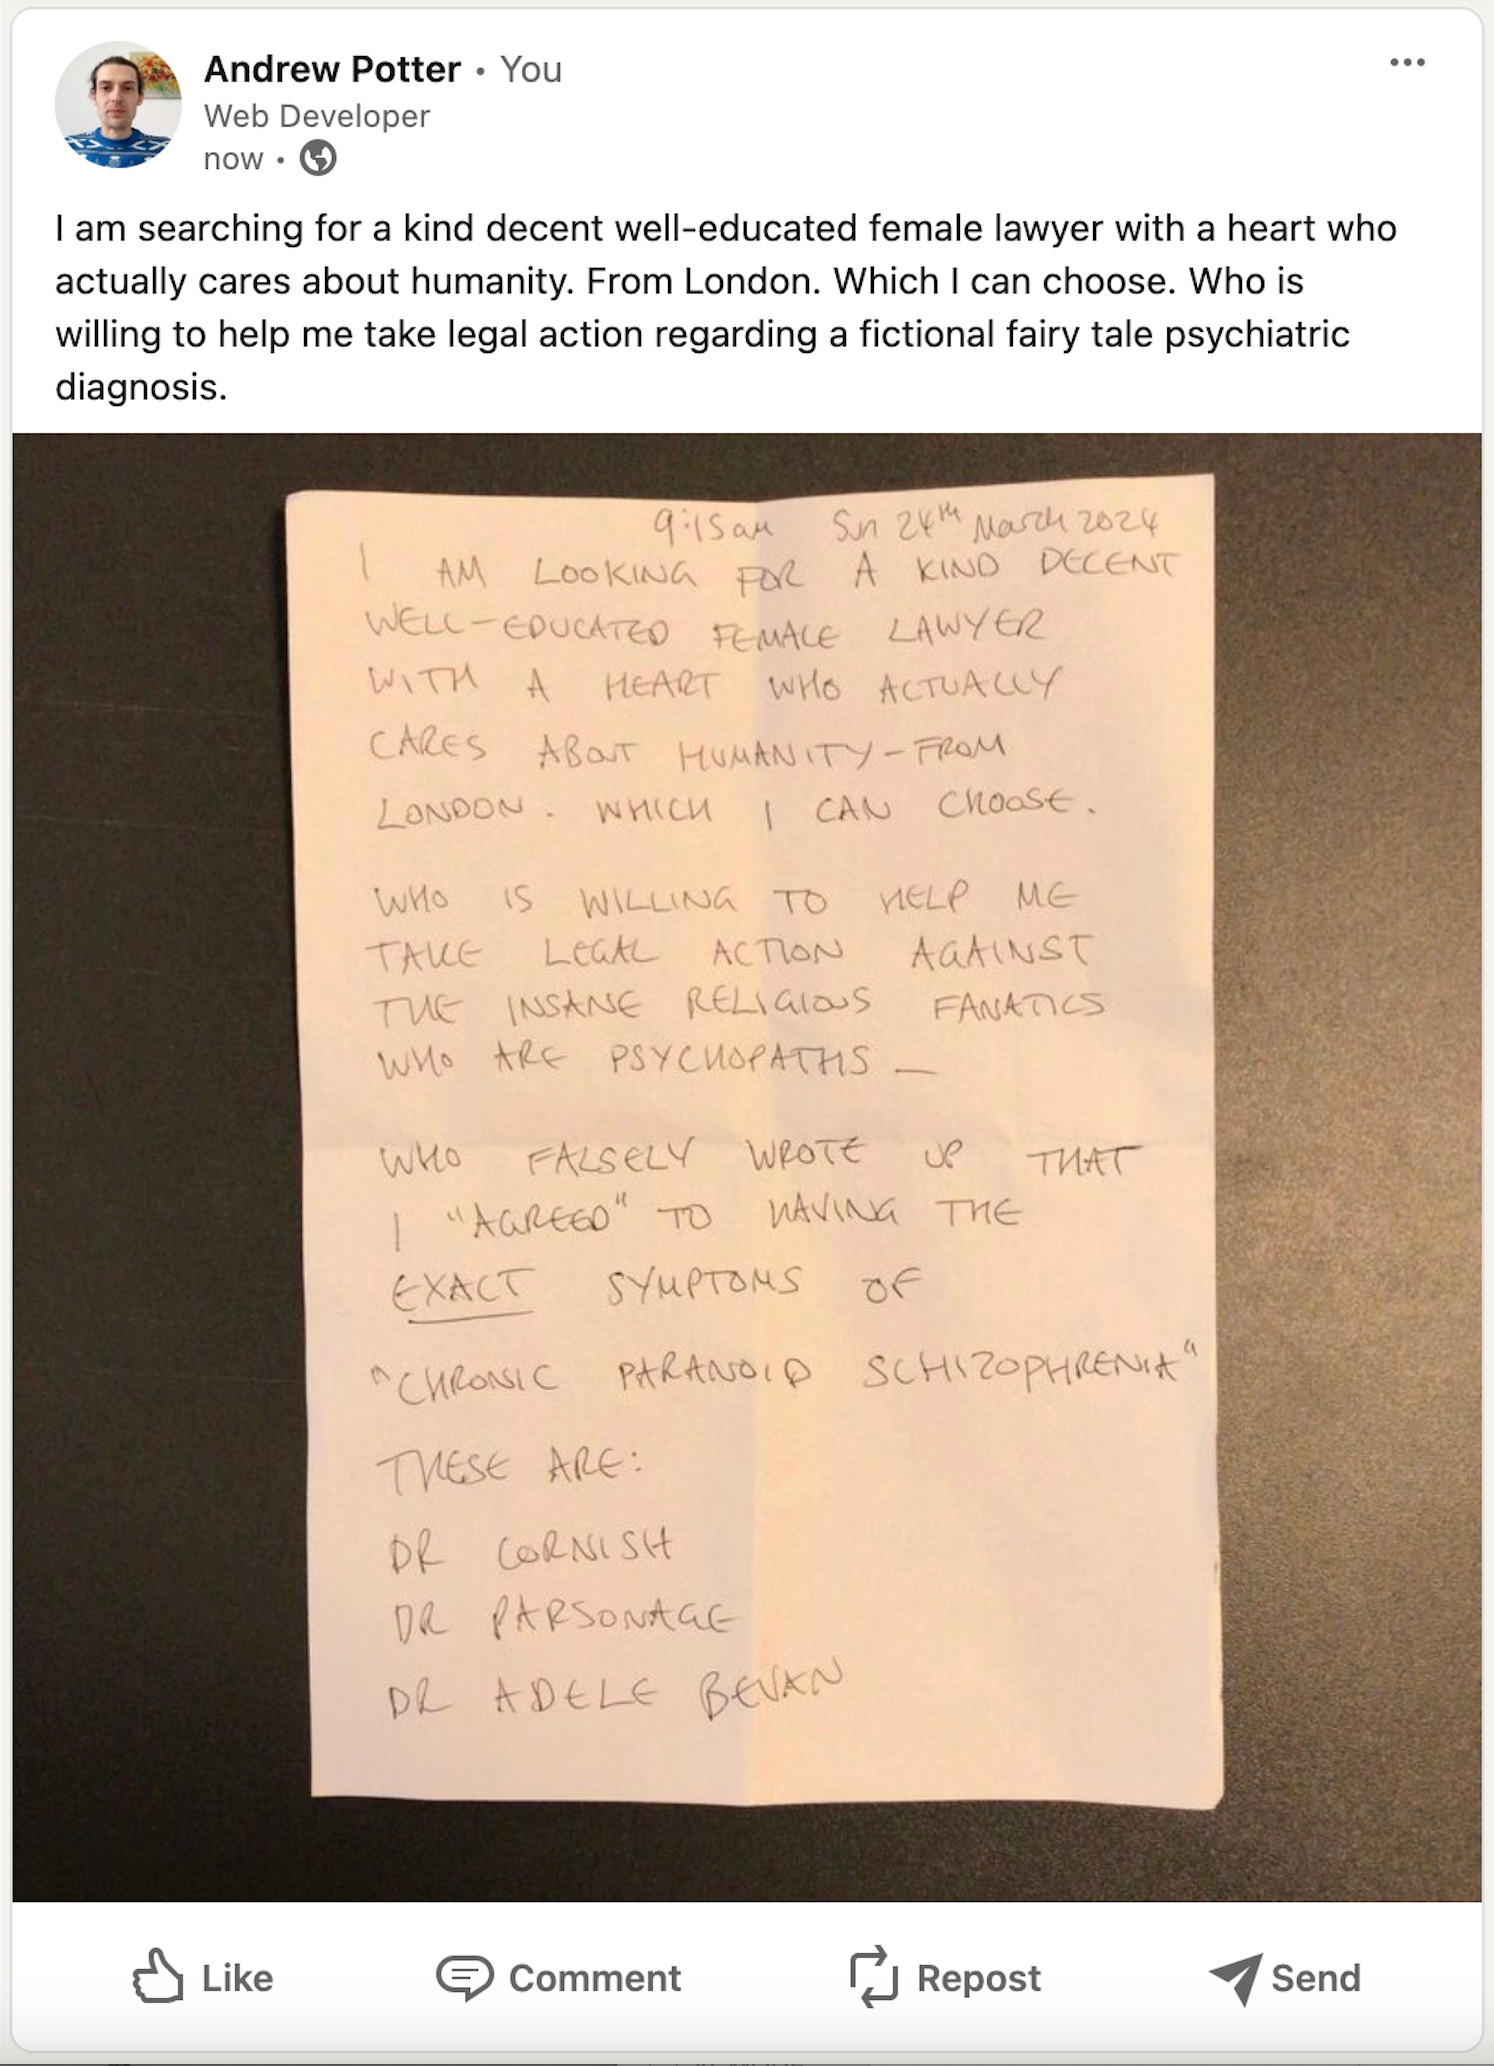 Andrew Potter • You
Web Developer
now •
I am searching for a kind decent well-educated female lawyer with a heart who
actually cares about humanity. From London. Which I can choose. Who is
willing to help me take legal action regarding a fictional fairy tale psychiatric
diagnosis.
9:15am Sun 24th March 2024
I AM LOOKING FOR A KIND DECENT
WELL-EDUCATED FEMALE LAWYER
WITH A HEART WHO ACTUALLY
CARES ABOUT HUMANITY - FROM
LONDON. WHICH I CAN CHOOSE.
WHO IS WILLING TO HELP ME
TAKE LEGAL ACTION AGAINST
THE INSANE RELIGIOUS FANATICS
WHO ARE PSYCHOPATHS —
WHO FALSELY WROTE UP THAT
I "AGREED" TO HAVING THE
EXACT SYMPTOMS OF
"CHRONIC PARANOID SCHIZOPHRENIA"
THESE ARE:
DR CORNISH
DR PARSONAGE
DR ADELE BEVAN
Like Comment Repost Send